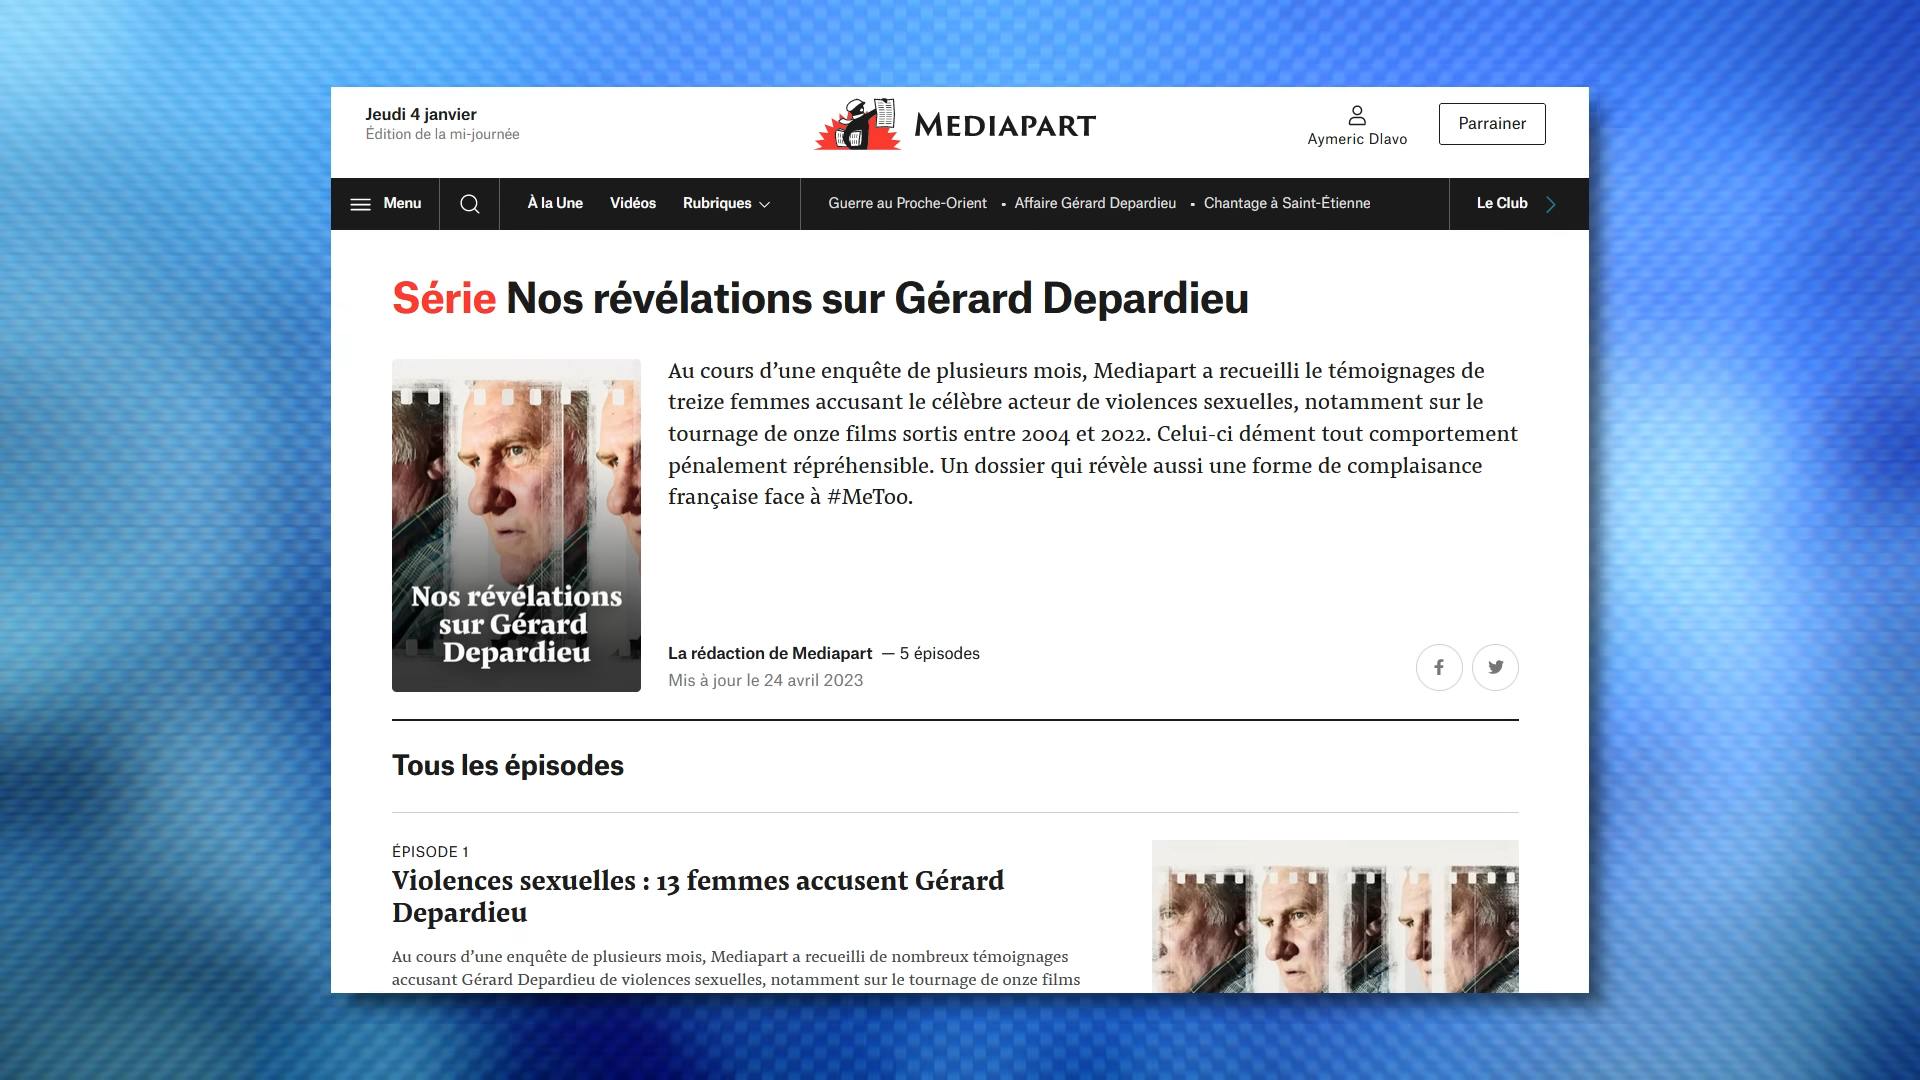 Jeudi 4 janvier
Édition de la mi-journée
MEDIAPART
Aymeric Dlavo
Parrainer
Menu
À la Une
Vidéos
Rubriques
Guerre au Proche-Orient
Affaire Gérard Depardieu
Chantage à Saint-Étienne
Le Club
Série Nos révélations sur Gérard Depardieu
Nos révélations
sur Gérard
Depardieu
Au cours d’une enquête de plusieurs mois, Mediapart a recueilli le témoignages de
treize femmes accusant le célèbre acteur de violences sexuelles, notamment sur le
tournage de onze films sortis entre 2004 et 2022. Celui-ci dément tout comportement
pénalement répréhensible. Un dossier qui révèle aussi une forme de complaisance
française face à #MeToo.
La rédaction de Mediapart — 5 épisodes
Mis à jour le 24 avril 2023
Tous les épisodes
ÉPISODE 1
Violences sexuelles : 13 femmes accusent Gérard
Depardieu
Au cours d’une enquête de plusieurs mois, Mediapart a recueilli de nombreux témoignages
accusant Gérard Depardieu de violences sexuelles, notamment sur le tournage de onze films